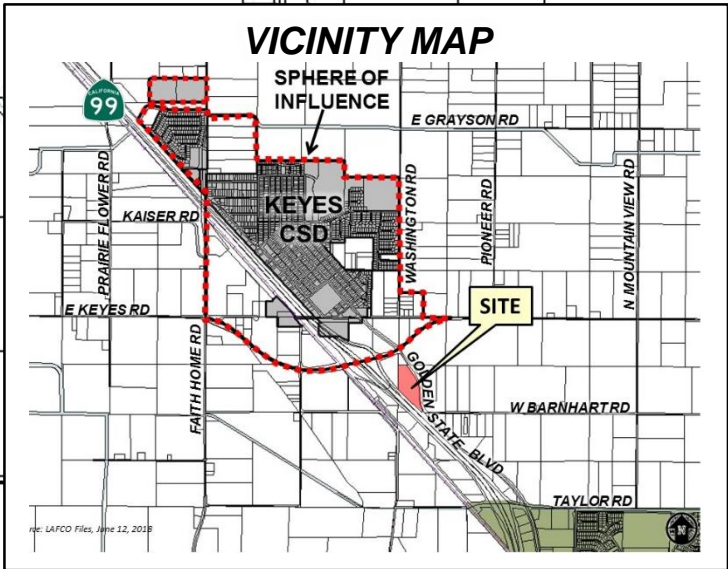 VICINITY MAP
SPHERE OF
INFLUENCE
CALIFORNIA
99
E GRAYSON RD
PRAIRIE FLOWER RD
KAISER RD
KEYES
CSD
WASHINGTON RD
PIONEER RD
N MOUNTAIN VIEW RD
E KEYES RD
SITE
FAITH HOME RD
GOLDEN STATE BLVD
W BARNHART RD
TAYLOR RD
rce: LAFCO Files, June 12, 2018
N